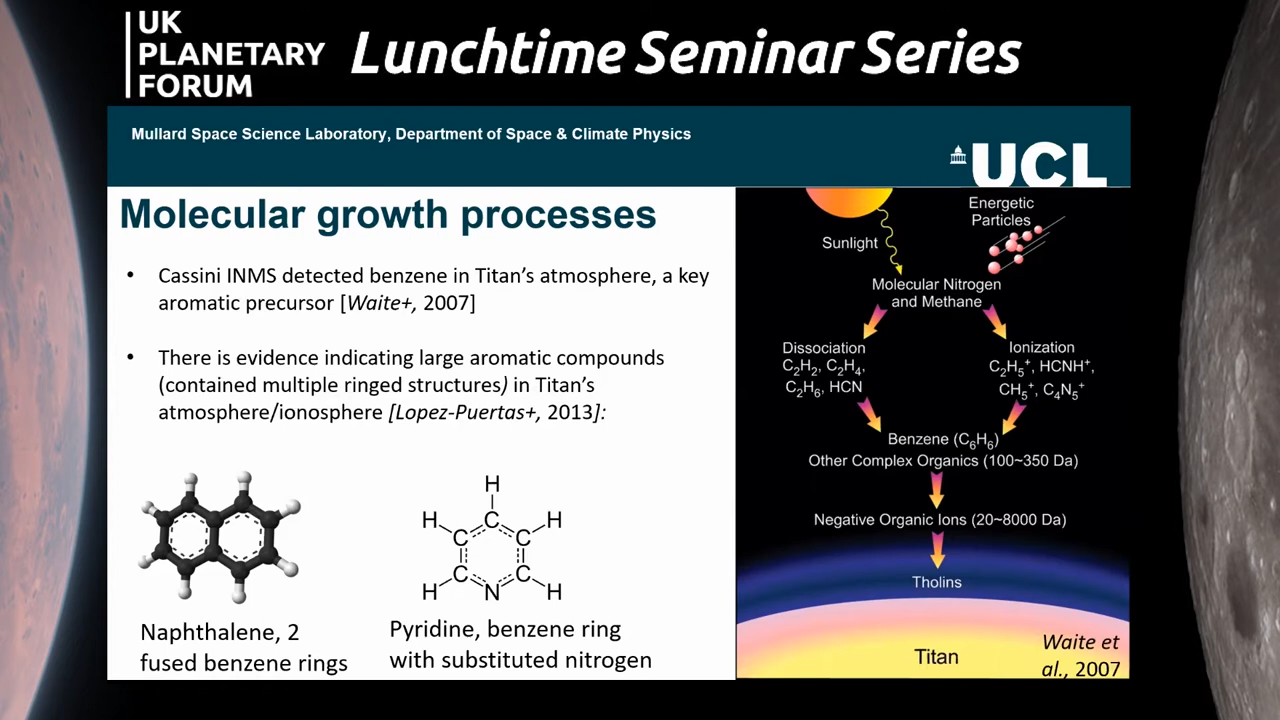 UK
PLANETARY
FORUM
Lunchtime Seminar Series
Mullard Space Science Laboratory, Department of Space & Climate Physics
UCL
Molecular growth processes
• Cassini INMS detected benzene in Titan’s atmosphere, a key
aromatic precursor [Waite+, 2007]
• There is evidence indicating large aromatic compounds
(contained multiple ringed structures) in Titan’s
atmosphere/ionosphere [Lopez-Puertas+, 2013]:
H
H H
C
C C
C C
H N H
Naphthalene, 2
fused benzene rings
Pyridine, benzene ring
with substituted nitrogen
Energetic
Particles
Sunlight
Molecular Nitrogen
and Methane
Dissociation
C₂H₂, C₂H₄,
C₂H₆, HCN
Ionization
C₂H₅⁺, HCNH⁺,
CH₅⁺, C₄N₅⁺
Benzene (C₆H₆)
Other Complex Organics (100~350 Da)
Negative Organic Ions (20~8000 Da)
Tholins
Titan
Waite et
al., 2007